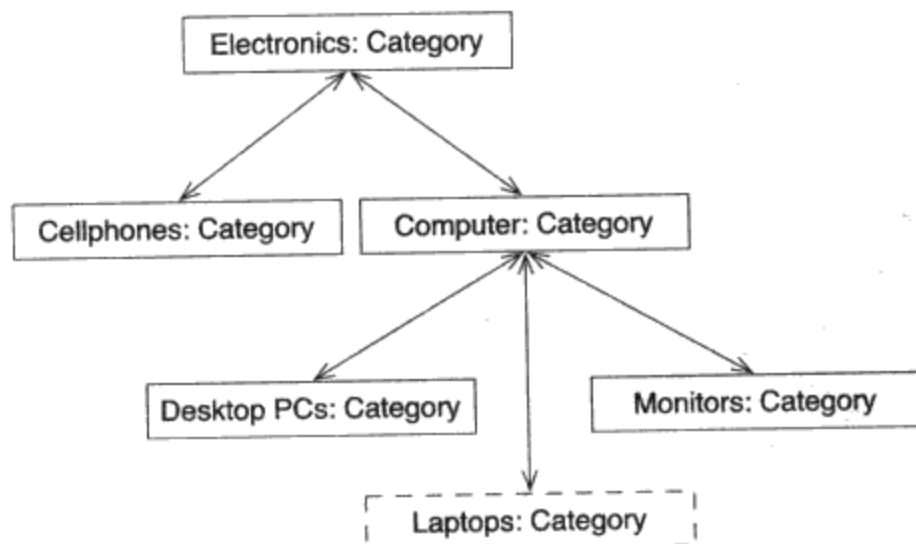 Electronics: Category
Cellphones: Category
Computer: Category
Desktop PCs: Category
Monitors: Category
Laptops: Category